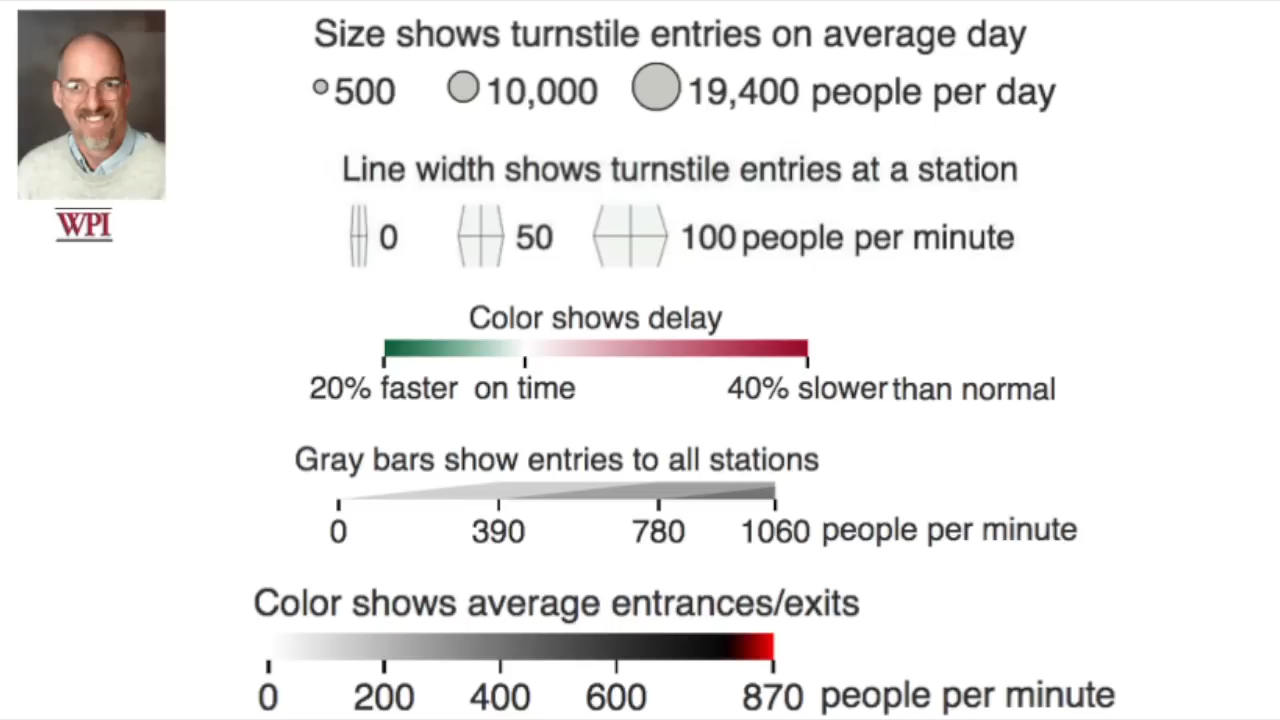 Size shows turnstile entries on average day
500 10,000 19,400 people per day
Line width shows turnstile entries at a station
WPI
0 50 100 people per minute
Color shows delay
20% faster on time 40% slower than normal
Gray bars show entries to all stations
0 390 780 1060 people per minute
Color shows average entrances/exits
0 200 400 600 870 people per minute